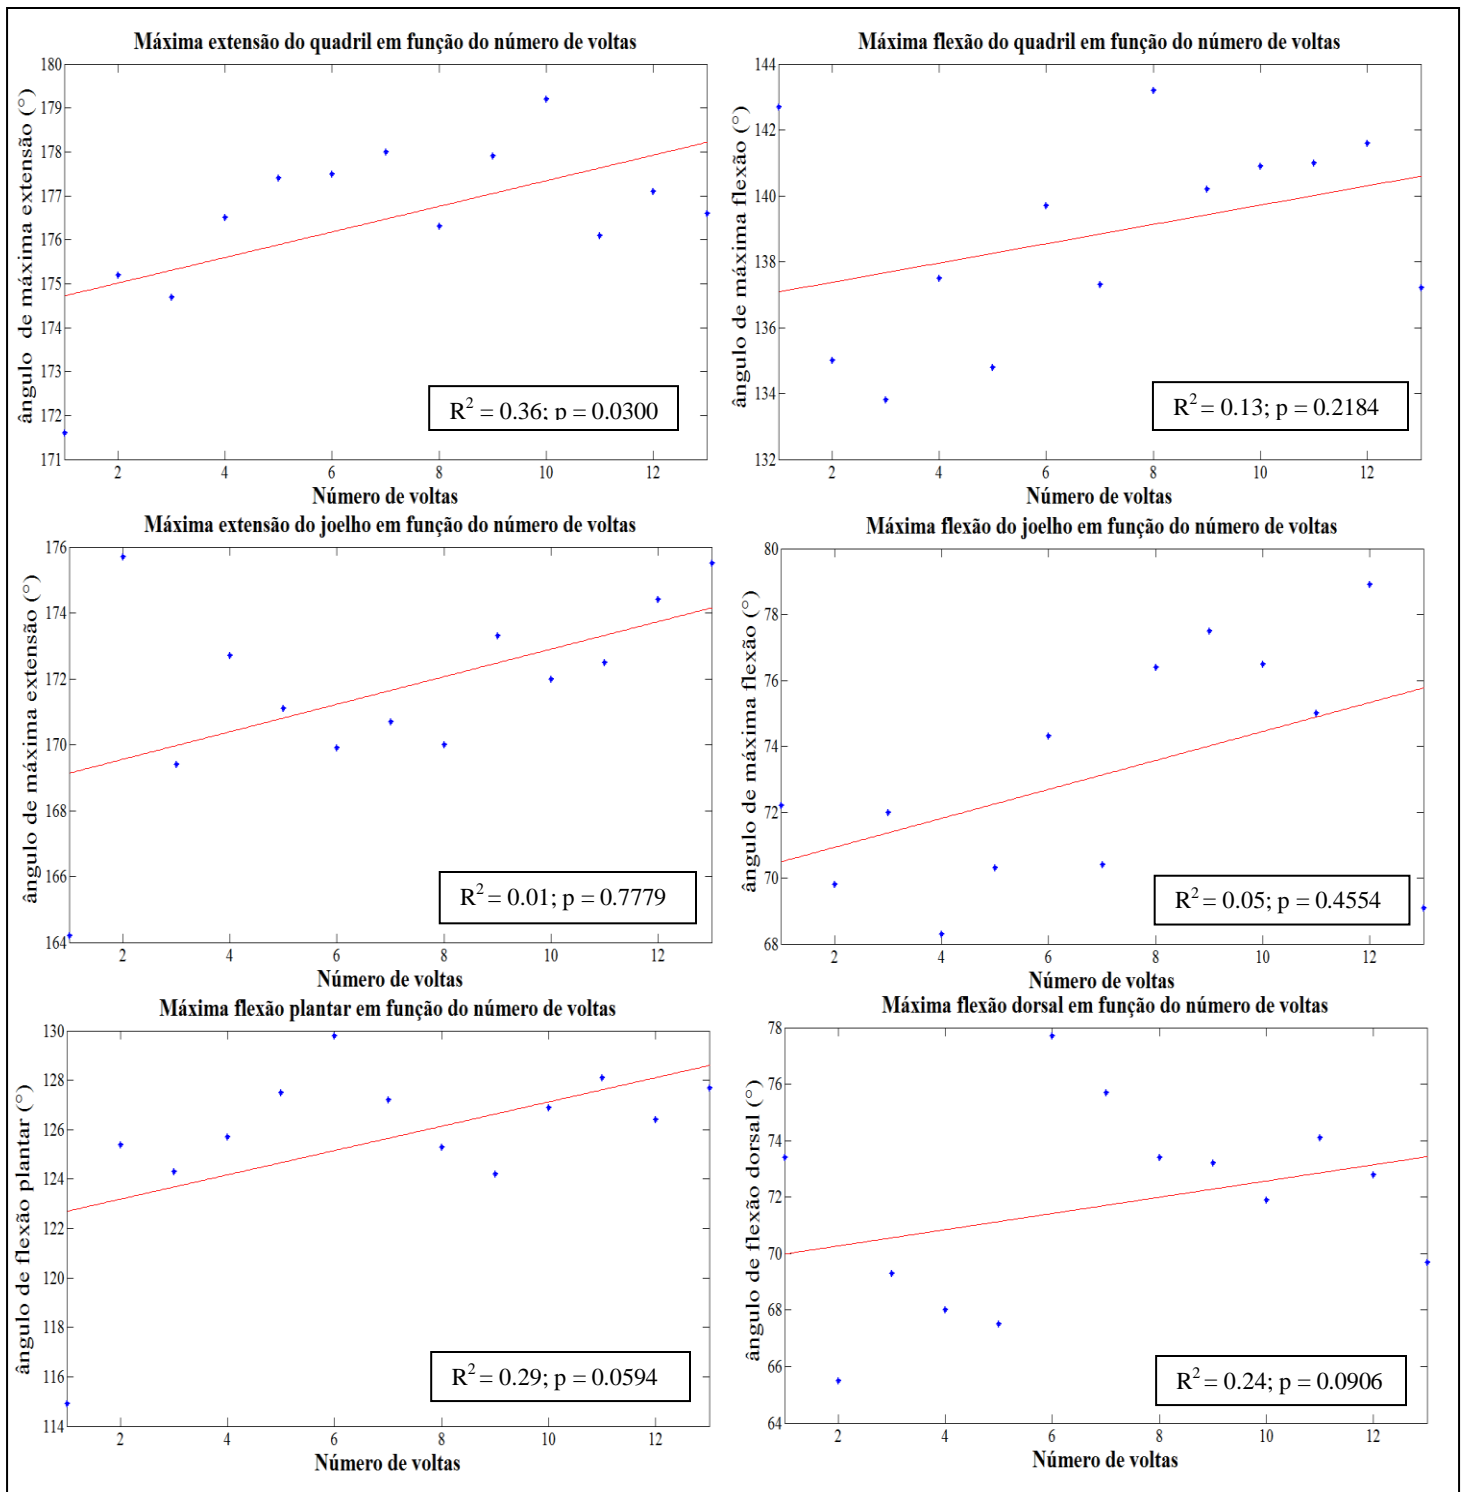 Máxima extensão do quadril em função do número de voltas
ângulo de máxima extensão (°)
180
179
178
177
176
175
174
173
172
171
2 4 6 8 10 12
Número de voltas
R² = 0.36; p = 0.0300
Máxima flexão do quadril em função do número de voltas
ângulo de máxima flexão (°)
144
142
140
138
136
134
132
2 4 6 8 10 12
Número de voltas
R² = 0.13; p = 0.2184
Máxima extensão do joelho em função do número de voltas
ângulo de máxima extensão (°)
176
174
172
170
168
166
164
2 4 6 8 10 12
Número de voltas
R² = 0.01; p = 0.7779
Máxima flexão do joelho em função do número de voltas
ângulo de máxima flexão (°)
80
78
76
74
72
70
68
2 4 6 8 10 12
Número de voltas
R² = 0.05; p = 0.4554
Máxima flexão plantar em função do número de voltas
ângulo de flexão plantar (°)
130
128
126
124
122
120
118
116
114
2 4 6 8 10 12
Número de voltas
R² = 0.29; p = 0.0594
Máxima flexão dorsal em função do número de voltas
ângulo de flexão dorsal (°)
78
76
74
72
70
68
66
64
2 4 6 8 10 12
Número de voltas
R² = 0.24; p = 0.0906